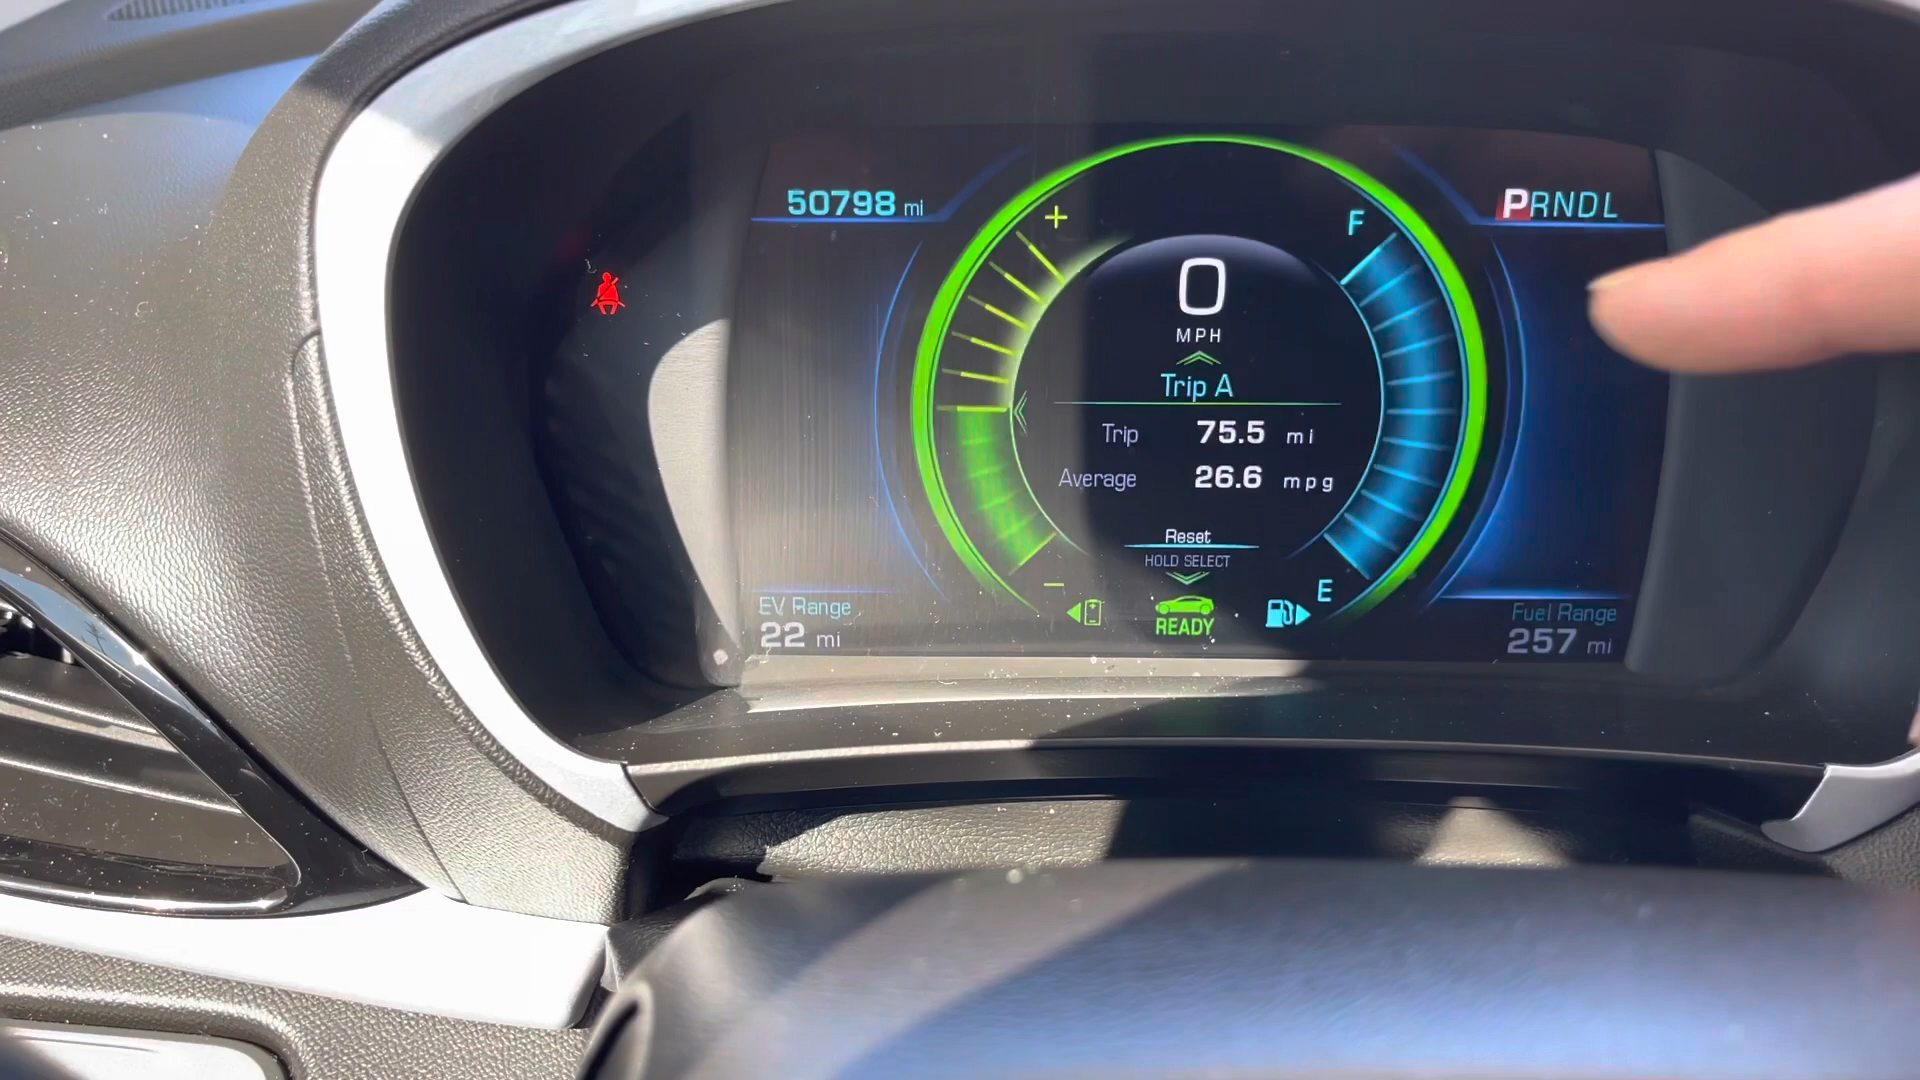 50798 mi
PRNDL
+
F
0
MPH
Trip A
Trip 75.5 mi
Average 26.6 mpg
Reset
HOLD SELECT
−
E
READY
EV Range
22 mi
Fuel Range
257 mi